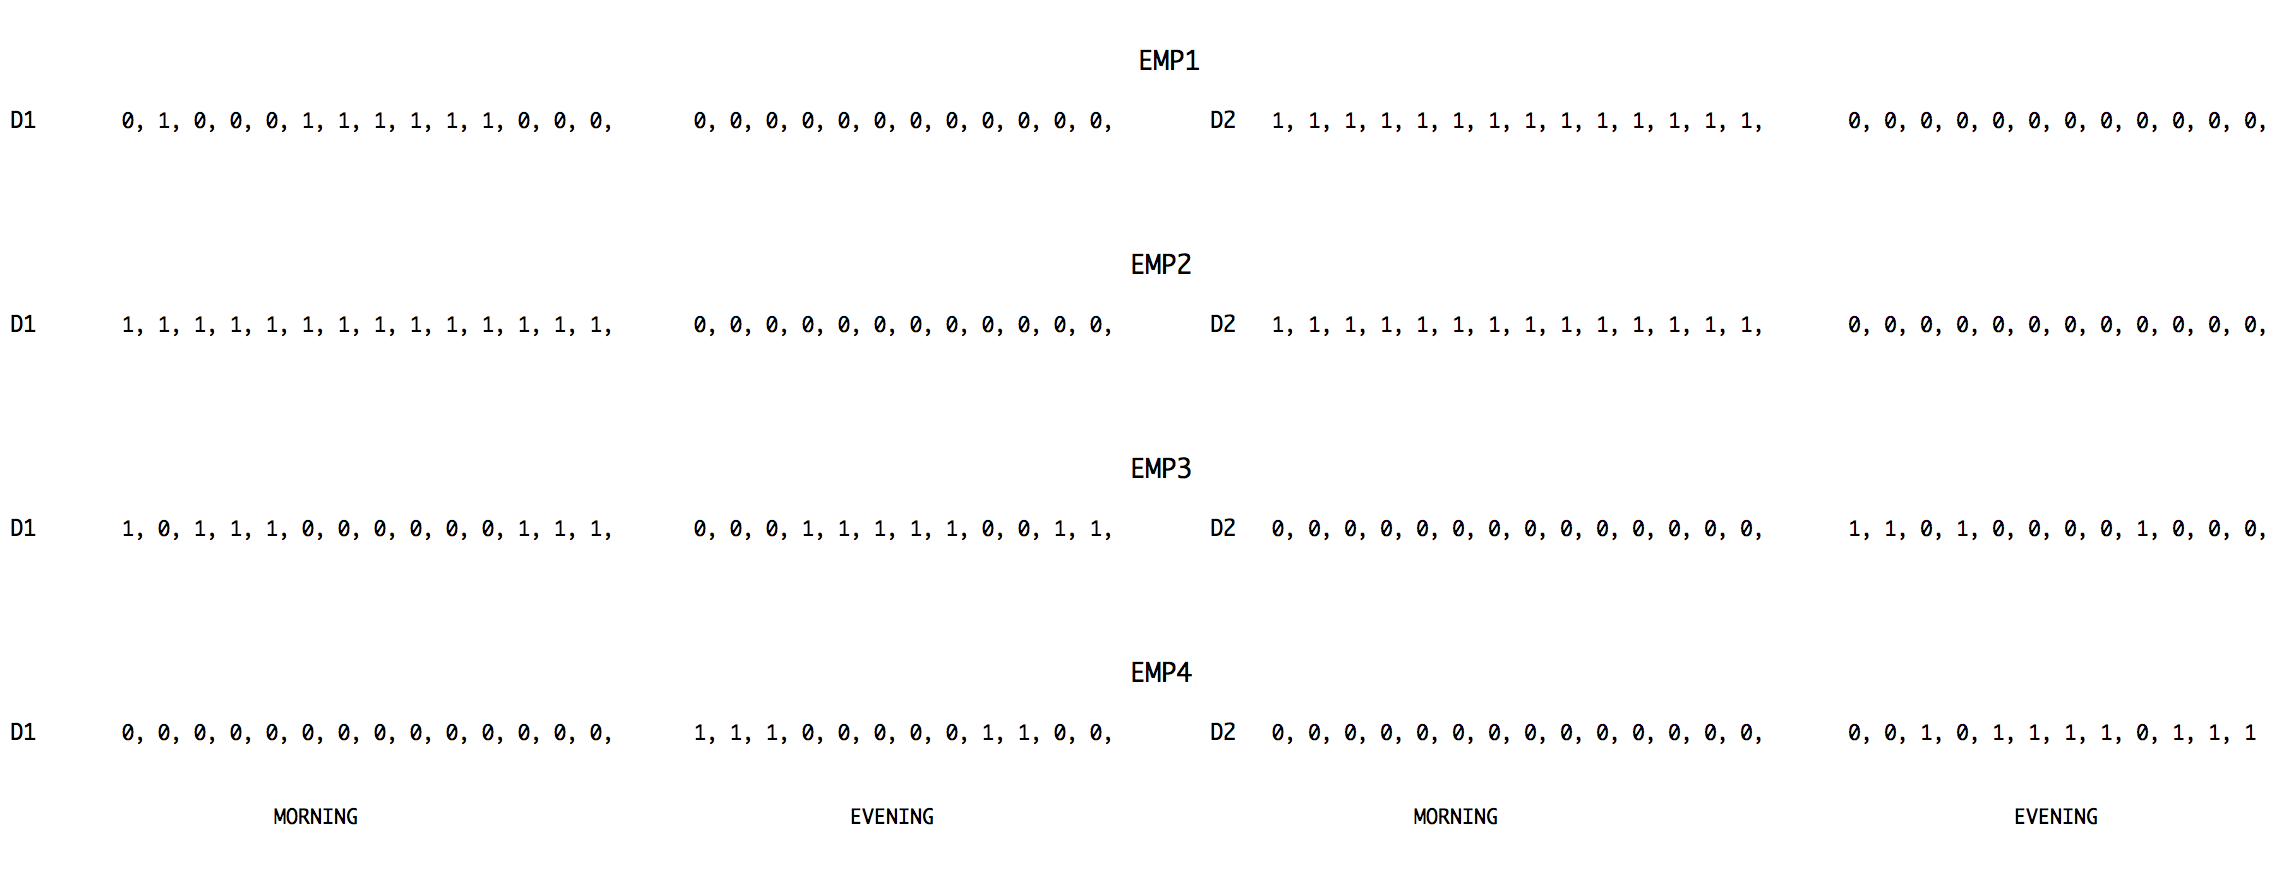 EMP1
D1 0, 1, 0, 0, 0, 1, 1, 1, 1, 1, 1, 0, 0, 0, 0, 0, 0, 0, 0, 0, 0, 0, 0, 0, 0, 0, D2 1, 1, 1, 1, 1, 1, 1, 1, 1, 1, 1, 1, 1, 1, 0, 0, 0, 0, 0, 0, 0, 0, 0, 0, 0, 0,
EMP2
D1 1, 1, 1, 1, 1, 1, 1, 1, 1, 1, 1, 1, 1, 1, 0, 0, 0, 0, 0, 0, 0, 0, 0, 0, 0, 0, D2 1, 1, 1, 1, 1, 1, 1, 1, 1, 1, 1, 1, 1, 1, 0, 0, 0, 0, 0, 0, 0, 0, 0, 0, 0, 0,
EMP3
D1 1, 0, 1, 1, 1, 0, 0, 0, 0, 0, 0, 1, 1, 1, 0, 0, 0, 1, 1, 1, 1, 1, 0, 0, 1, 1, D2 0, 0, 0, 0, 0, 0, 0, 0, 0, 0, 0, 0, 0, 0, 1, 1, 0, 1, 0, 0, 0, 0, 1, 0, 0, 0,
EMP4
D1 0, 0, 0, 0, 0, 0, 0, 0, 0, 0, 0, 0, 0, 0, 1, 1, 1, 0, 0, 0, 0, 0, 1, 1, 0, 0, D2 0, 0, 0, 0, 0, 0, 0, 0, 0, 0, 0, 0, 0, 0, 0, 0, 1, 0, 1, 1, 1, 1, 0, 1, 1, 1
MORNING EVENING MORNING EVENING